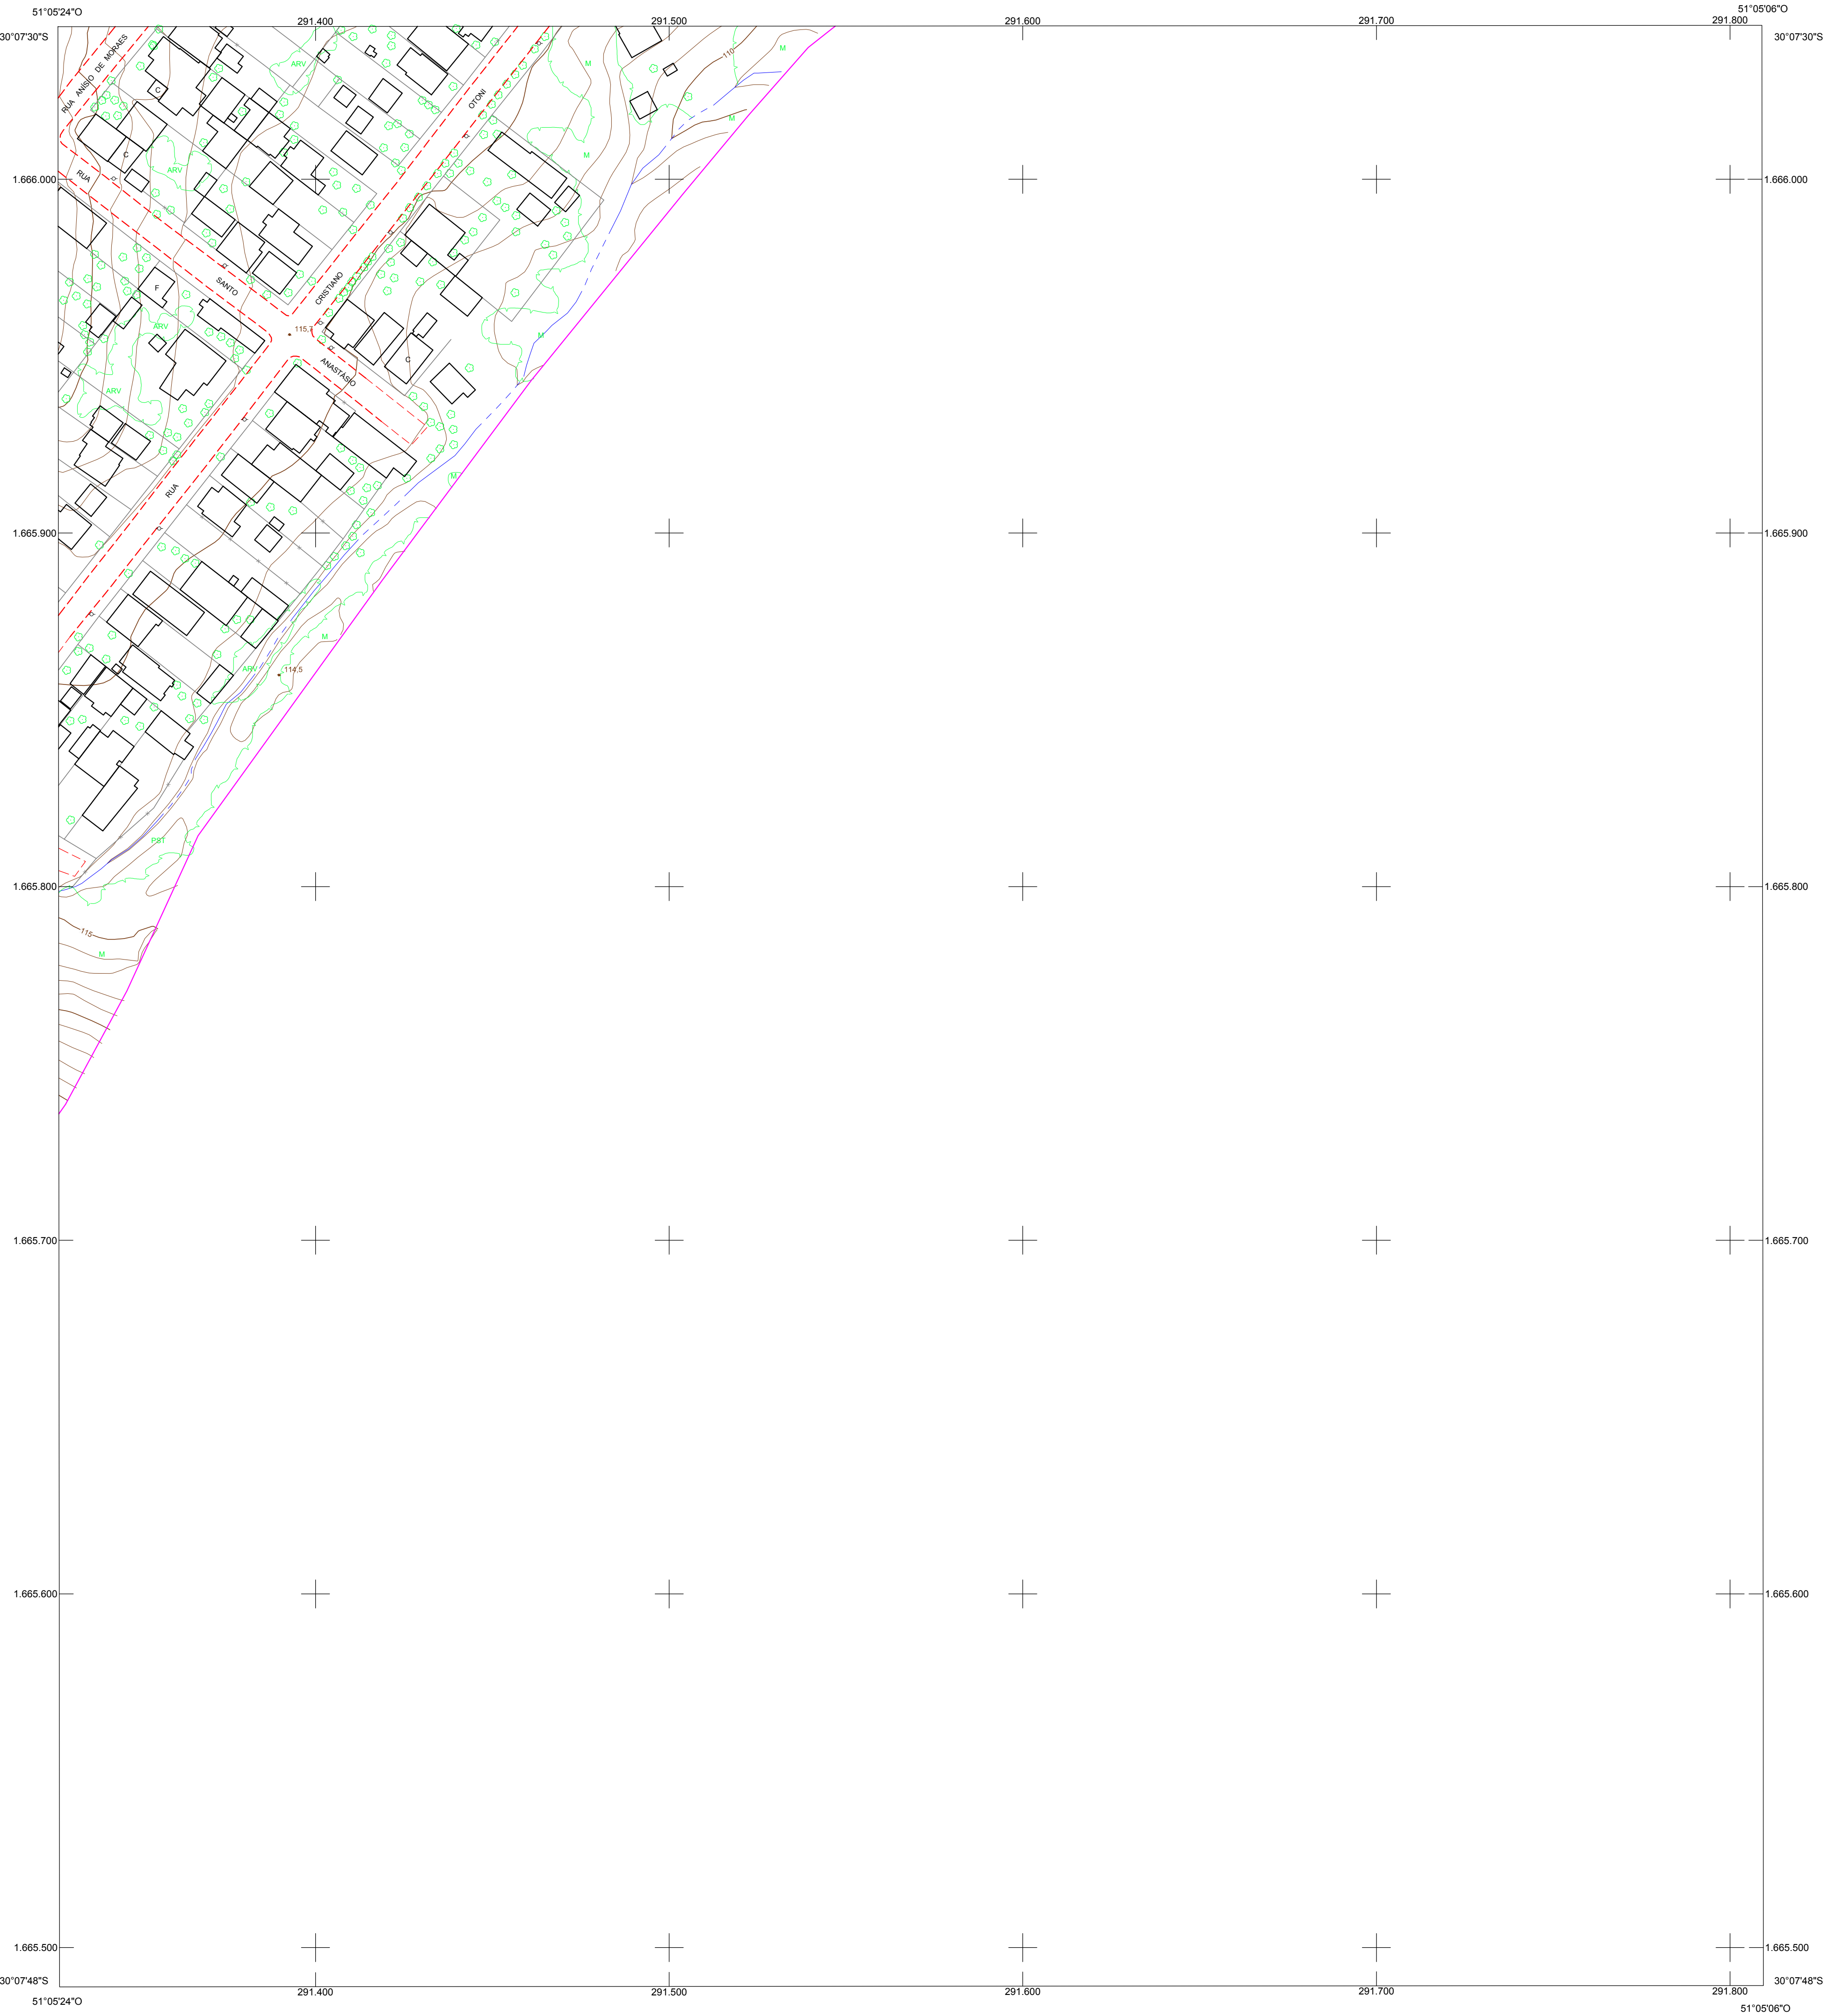 51°05'24"O
51°05'06"O
291.400
291.500
291.600
291.700
291.800
30°07'30"S
30°07'30"S
RUA ANISIO DE MORAES
ARV
M
M
110
C
OTONI
M
C
ARV
M
RUA
1.666.000
1.666.000
SANTO
CRISTIANO
F
ARV
115,7
M
C
ANASTÁSIO
ARV
M
RUA
1.665.900
1.665.900
M
ARV
114,5
PST
1.665.800
1.665.800
115
M
1.665.700
1.665.700
1.665.600
1.665.600
1.665.500
1.665.500
30°07'48"S
30°07'48"S
291.400
291.500
291.600
291.700
291.800
51°05'24"O
51°05'06"O